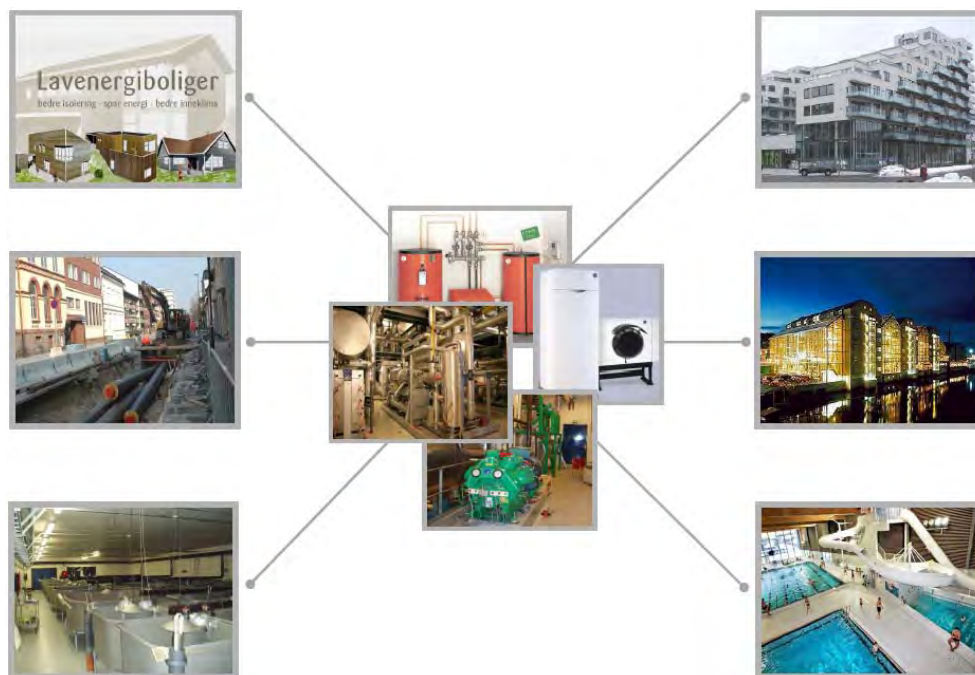 Lavenergiboliger
bedre isolering - spar energi - bedre inneklima